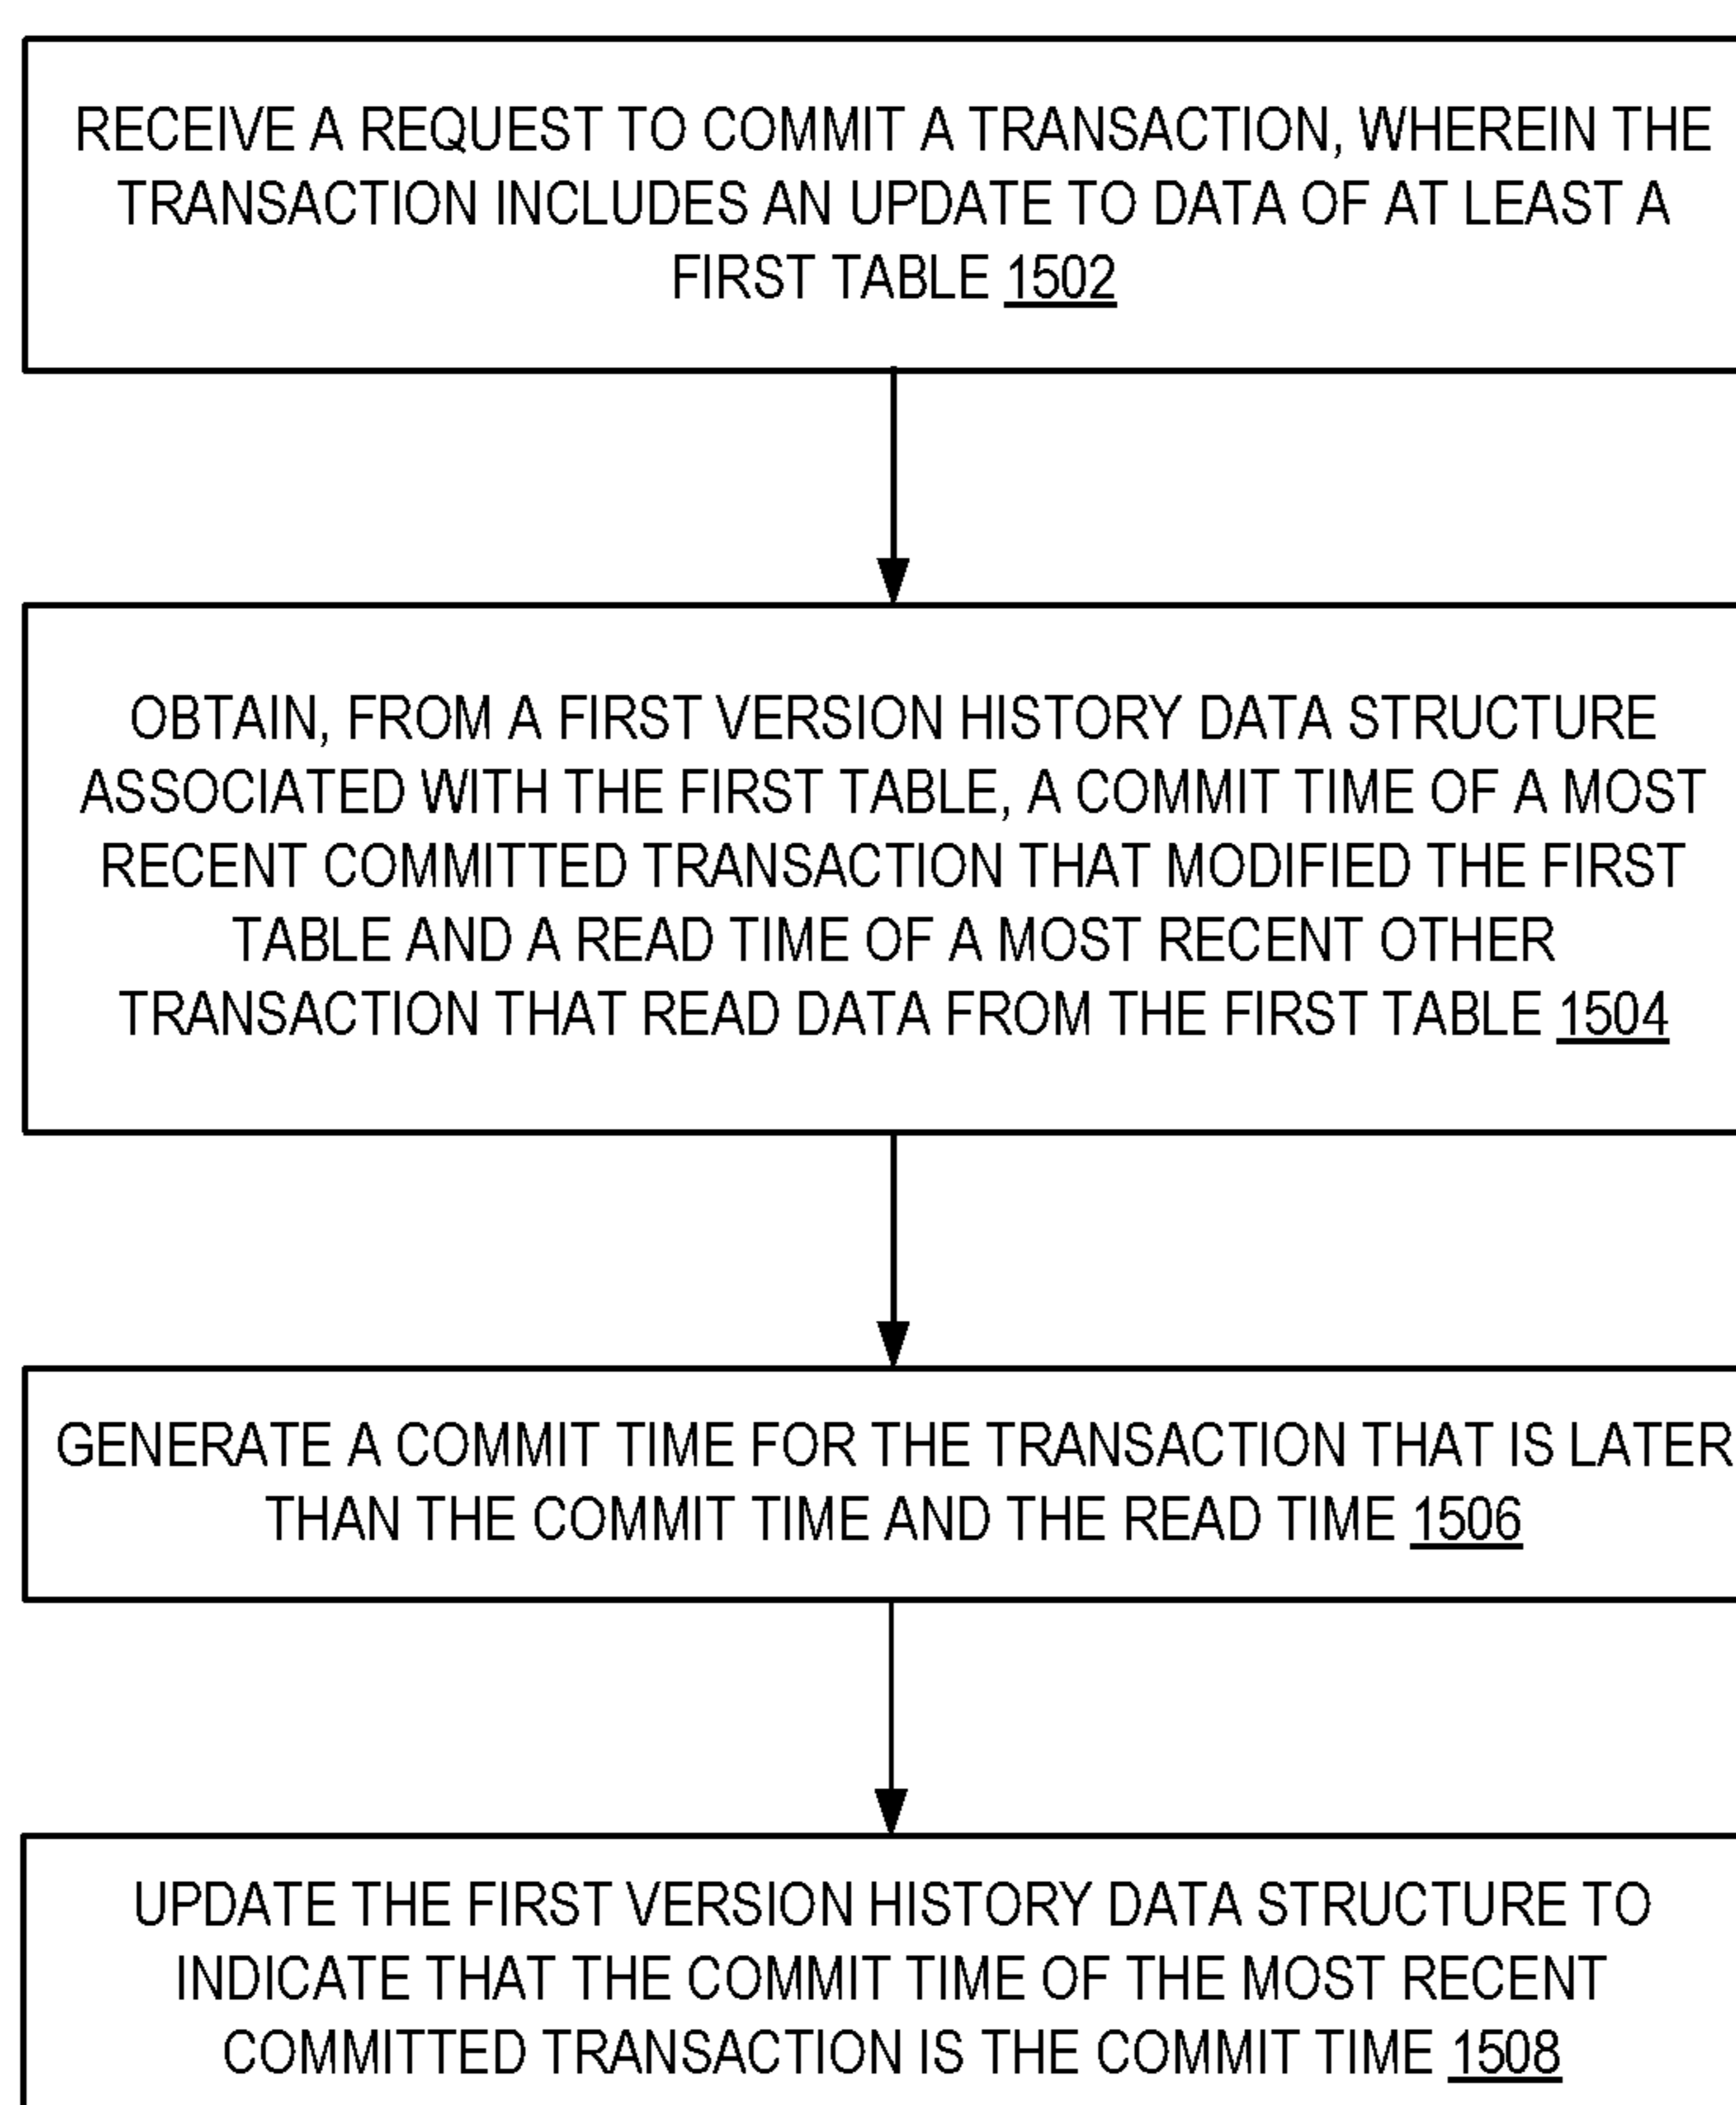 RECEIVE A REQUEST TO COMMIT A TRANSACTION, WHEREIN THE
TRANSACTION INCLUDES AN UPDATE TO DATA OF AT LEAST A
FIRST TABLE 1502
OBTAIN, FROM A FIRST VERSION HISTORY DATA STRUCTURE
ASSOCIATED WITH THE FIRST TABLE, A COMMIT TIME OF A MOST
RECENT COMMITTED TRANSACTION THAT MODIFIED THE FIRST
TABLE AND A READ TIME OF A MOST RECENT OTHER
TRANSACTION THAT READ DATA FROM THE FIRST TABLE 1504
GENERATE A COMMIT TIME FOR THE TRANSACTION THAT IS LATER
THAN THE COMMIT TIME AND THE READ TIME 1506
UPDATE THE FIRST VERSION HISTORY DATA STRUCTURE TO
INDICATE THAT THE COMMIT TIME OF THE MOST RECENT
COMMITTED TRANSACTION IS THE COMMIT TIME 1508